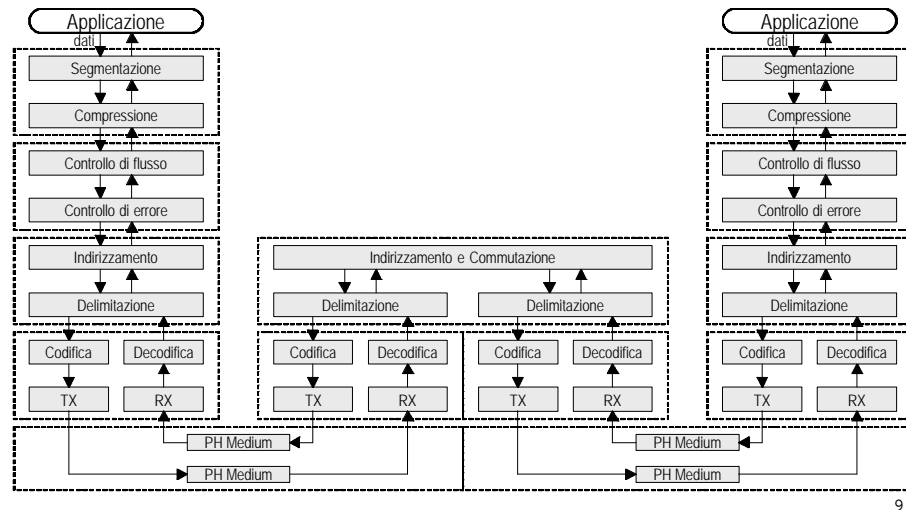 Applicazione Applicazione
dati dati
Segmentazione Segmentazione
Compressione Compressione
Controllo di flusso Controllo di flusso
Controllo di errore Controllo di errore
Indirizzamento Indirizzamento e Commutazione Indirizzamento
Delimitazione Delimitazione Delimitazione Delimitazione
Codifica Decodifica Codifica Decodifica Codifica Decodifica Codifica Decodifica
TX RX TX RX TX RX TX RX
PH Medium PH Medium
PH Medium PH Medium
9